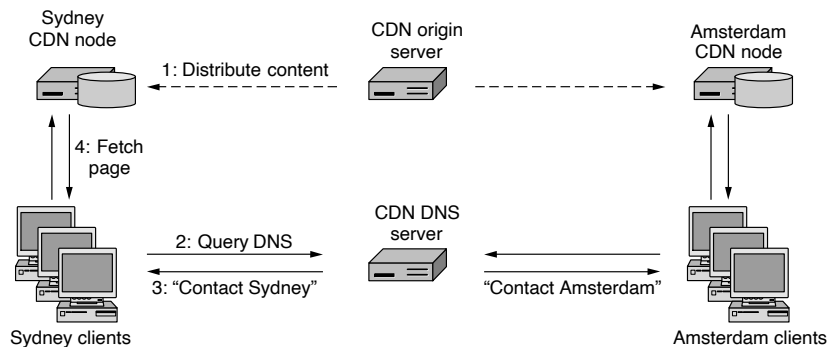 Sydney
CDN node
CDN origin
server
Amsterdam
CDN node
1: Distribute content
4: Fetch
page
CDN DNS
server
2: Query DNS
3: “Contact Sydney”
“Contact Amsterdam”
Sydney clients
Amsterdam clients